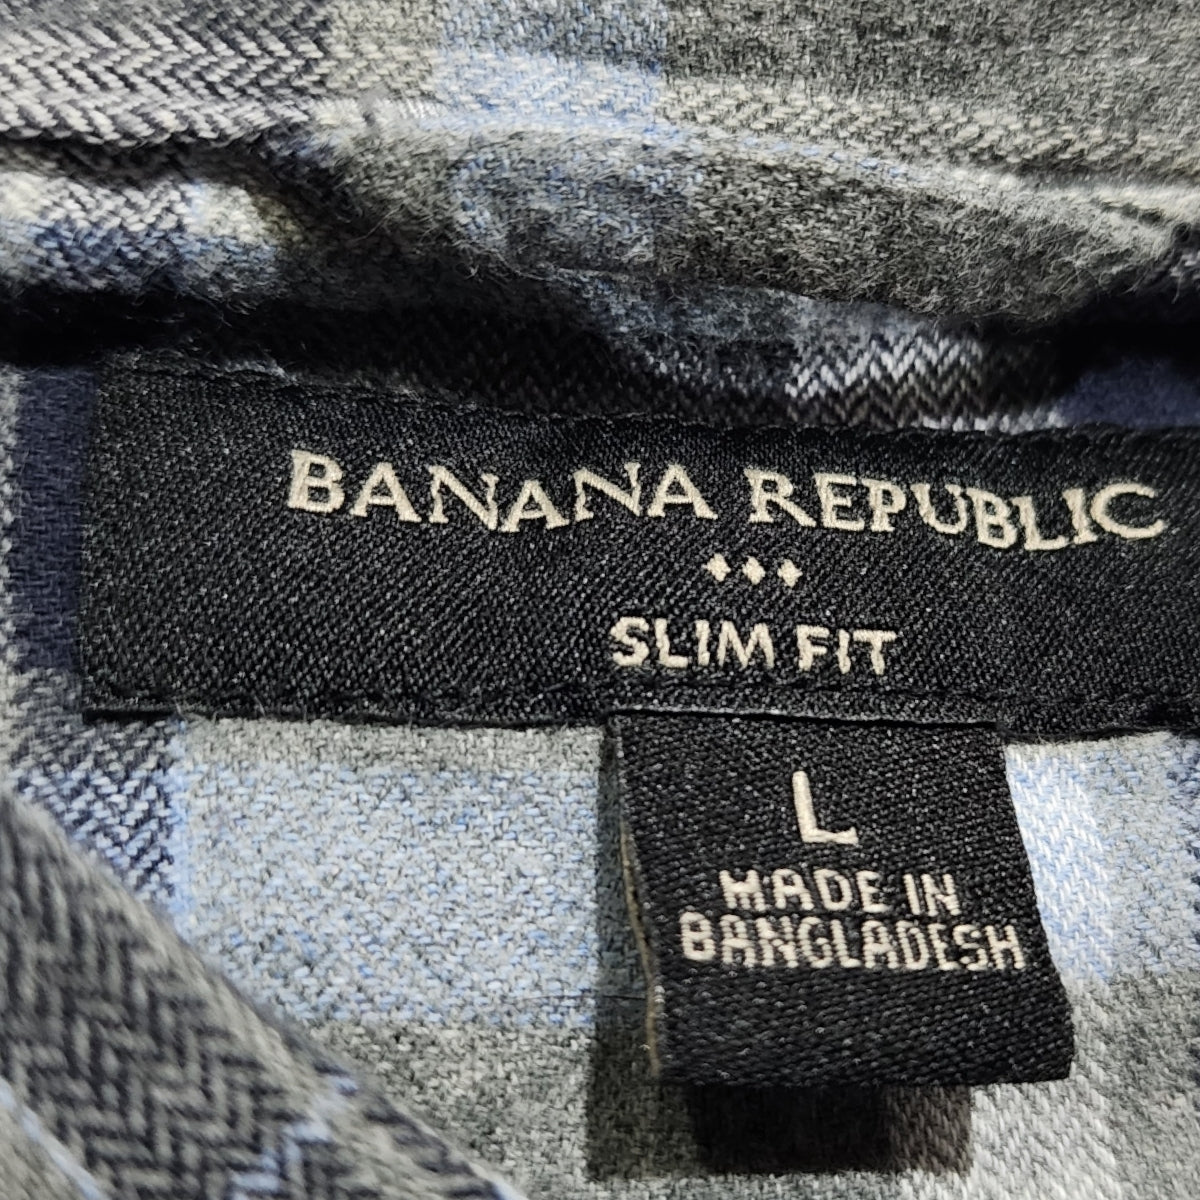 BANANA REPUBLIC
SLIM FIT
L
MADE IN
BANGLADESH